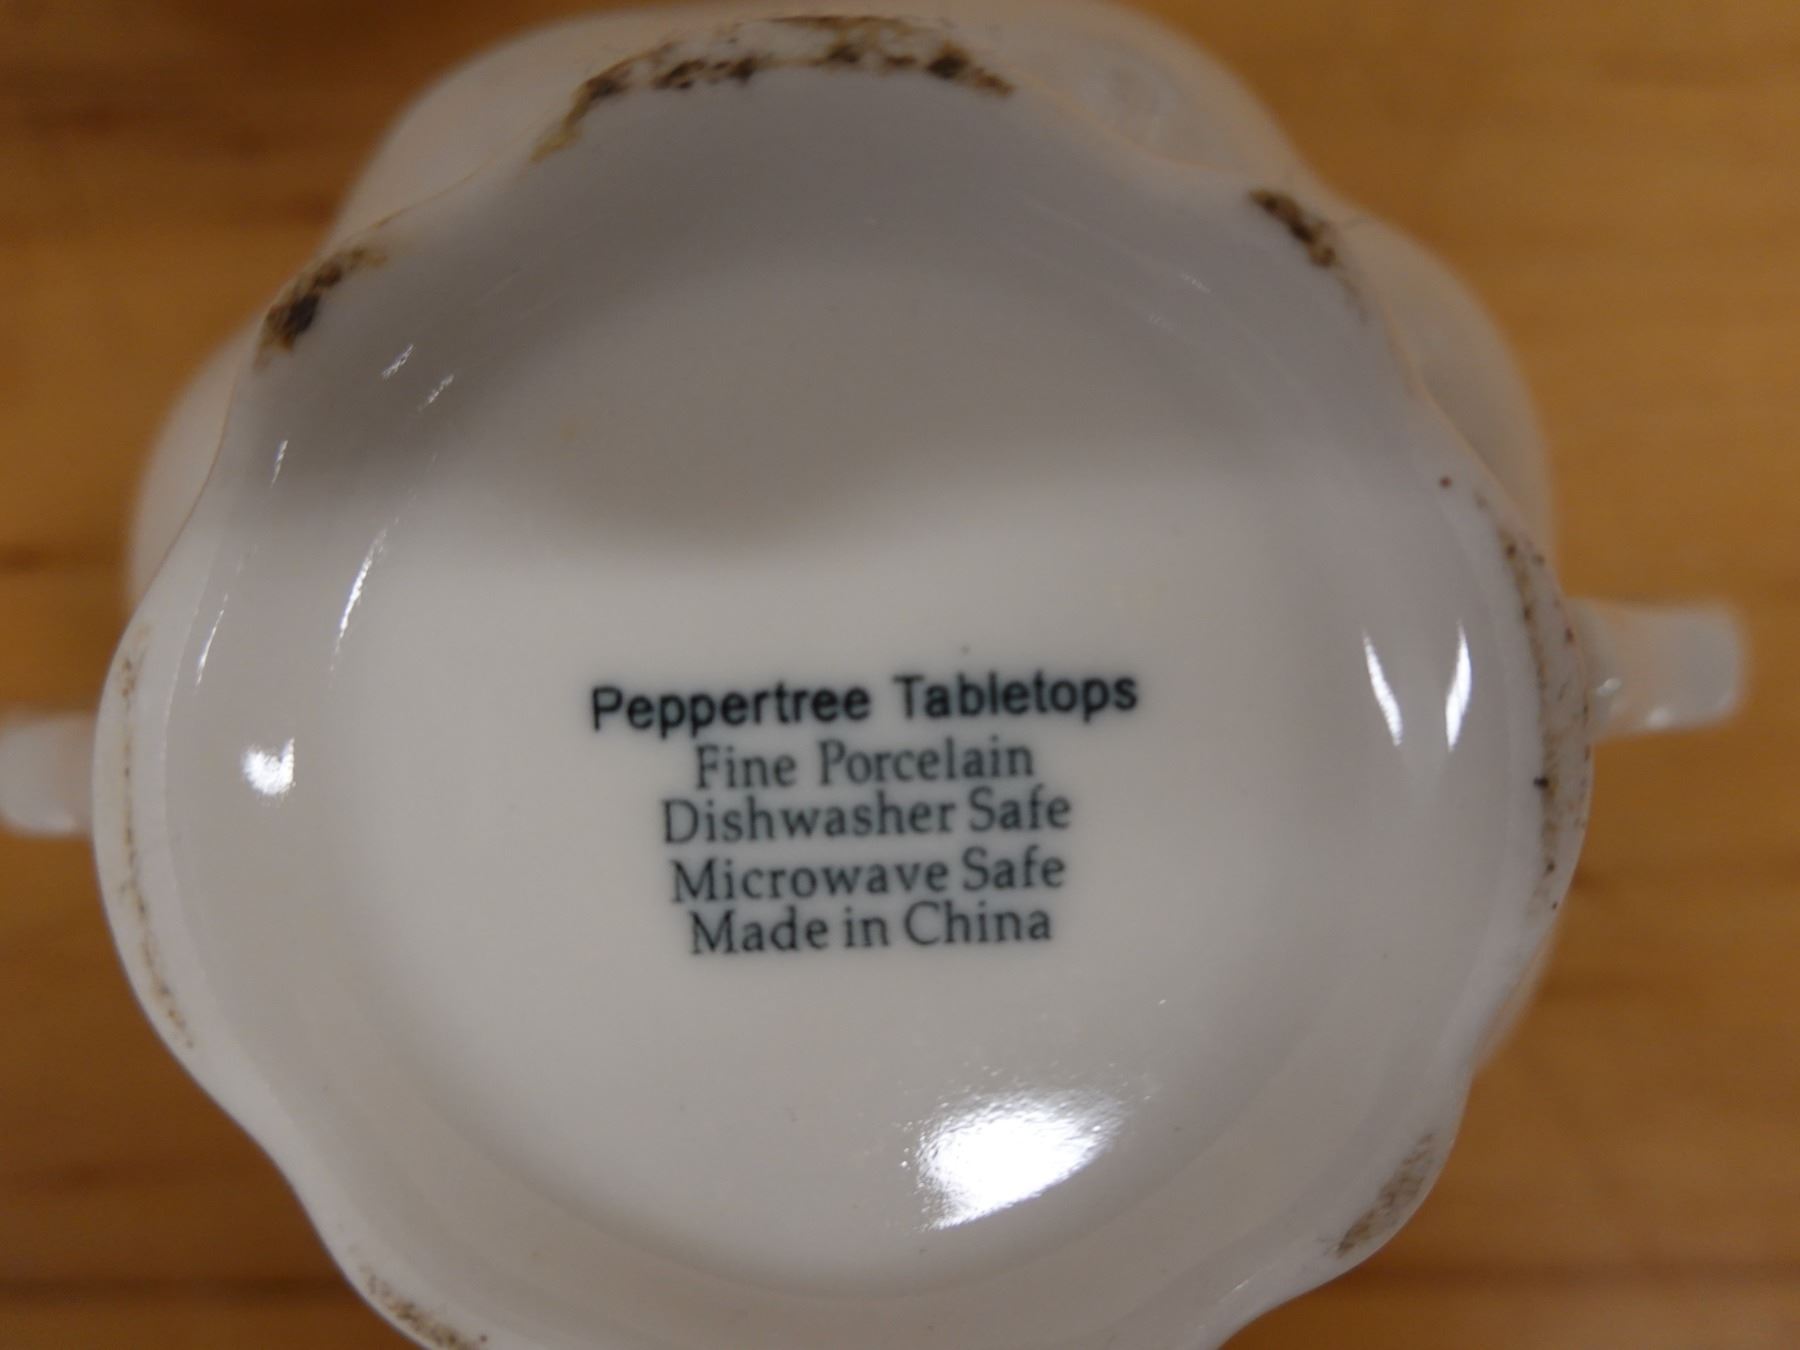 Peppertree Tabletops
Fine Porcelain
Dishwasher Safe
Microwave Safe
Made in China